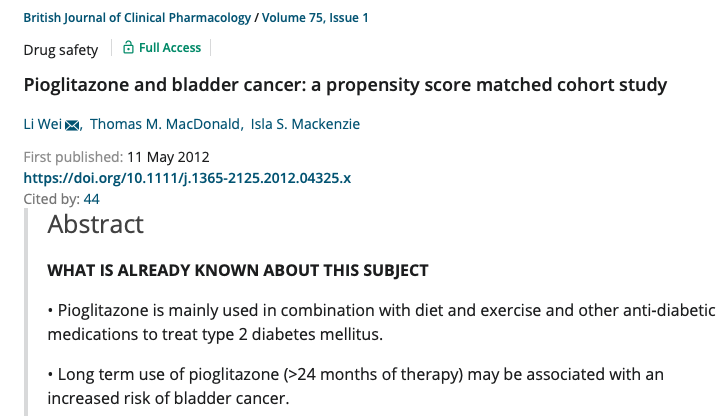 British Journal of Clinical Pharmacology / Volume 75, Issue 1
Drug safety Full Access
Pioglitazone and bladder cancer: a propensity score matched cohort study
Li Wei, Thomas M. MacDonald, Isla S. Mackenzie
First published: 11 May 2012
https://doi.org/10.1111/j.1365-2125.2012.04325.x
Cited by: 44
Abstract
WHAT IS ALREADY KNOWN ABOUT THIS SUBJECT
• Pioglitazone is mainly used in combination with diet and exercise and other anti-diabetic
medications to treat type 2 diabetes mellitus.
• Long term use of pioglitazone (>24 months of therapy) may be associated with an
increased risk of bladder cancer.